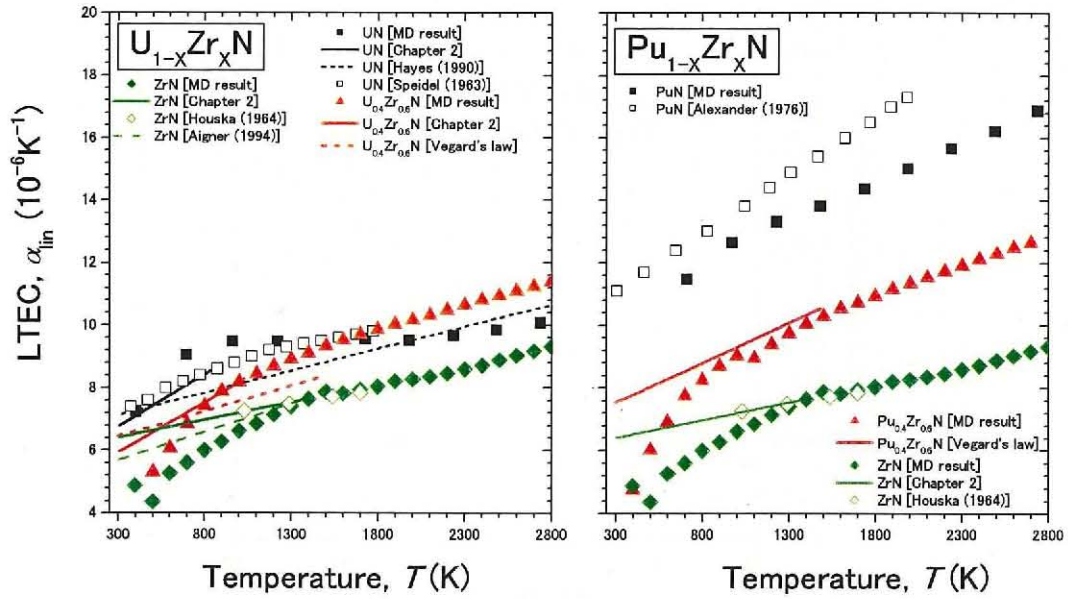 U1-XZrXN
ZrN [MD result]
ZrN [Chapter 2]
ZrN [Houska (1964)]
ZrN [Aigner (1994)]
UN [MD result]
UN [Chapter 2]
UN [Hayes (1990)]
UN [Speidel (1963)]
U0.4Zr0.6N [MD result]
U0.4Zr0.6N [Chapter 2]
U0.4Zr0.6N [Vegard's law]
LTEC, αlin (10⁻⁶K⁻¹)
20
18
16
14
12
10
8
6
4
300 800 1300 1800 2300 2800
Temperature, T(K)
Pu1-XZrXN
PuN [MD result]
PuN [Alexander (1976)]
Pu0.4Zr0.6N [MD result]
Pu0.4Zr0.6N [Vegard's law]
ZrN [MD result]
ZrN [Chapter 2]
ZrN [Houska (1964)]
300 800 1300 1800 2300 2800
Temperature, T(K)